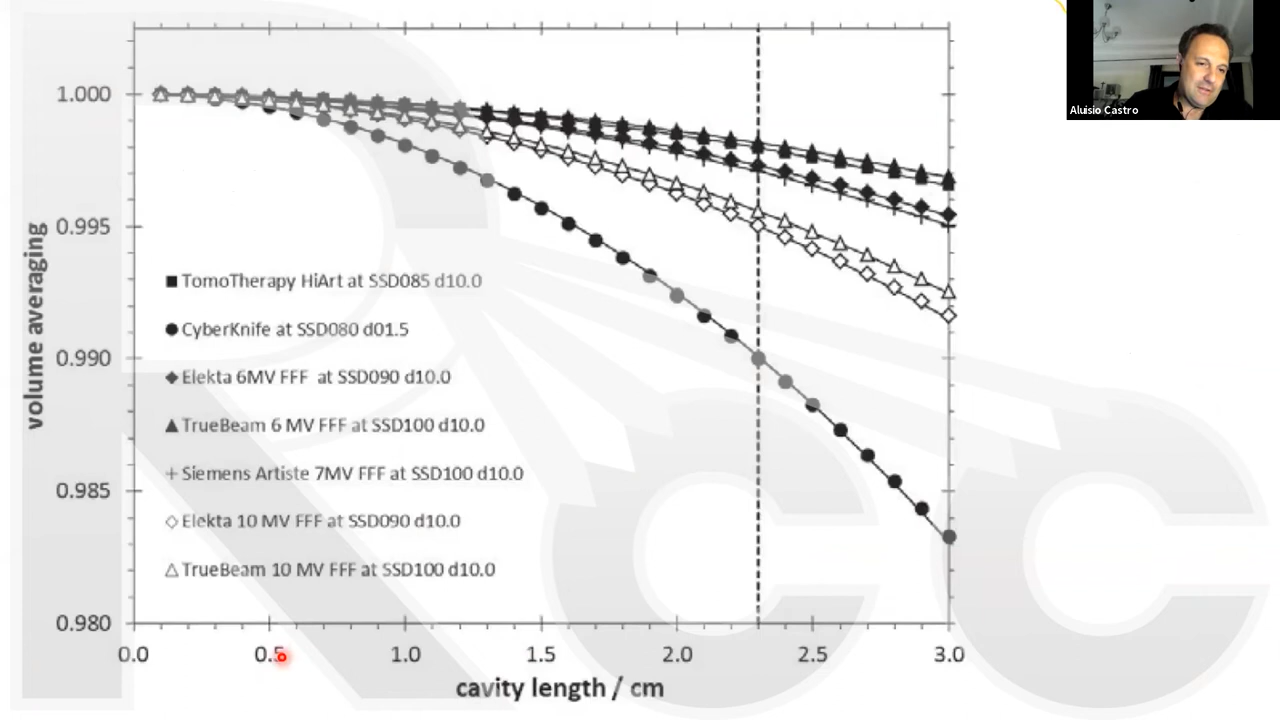 Aluisio Castro
1.000
0.995
0.990
0.985
0.980
volume averaging
TomoTherapy HiArt at SSD085 d10.0
CyberKnife at SSD080 d01.5
Elekta 6MV FFF at SSD090 d10.0
TrueBeam 6 MV FFF at SSD100 d10.0
Siemens Artiste 7MV FFF at SSD100 d10.0
Elekta 10 MV FFF at SSD090 d10.0
TrueBeam 10 MV FFF at SSD100 d10.0
0.0 0.5 1.0 1.5 2.0 2.5 3.0
cavity length / cm